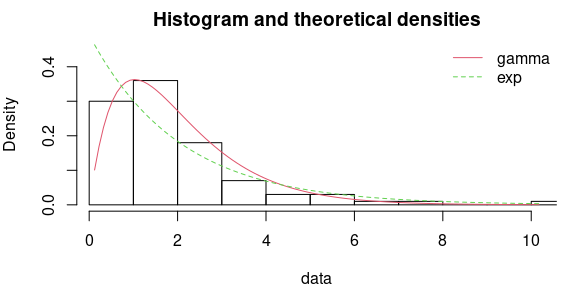 Histogram and theoretical densities
gamma
exp
Density
0.4
0.2
0.0
0 2 4 6 8 10
data